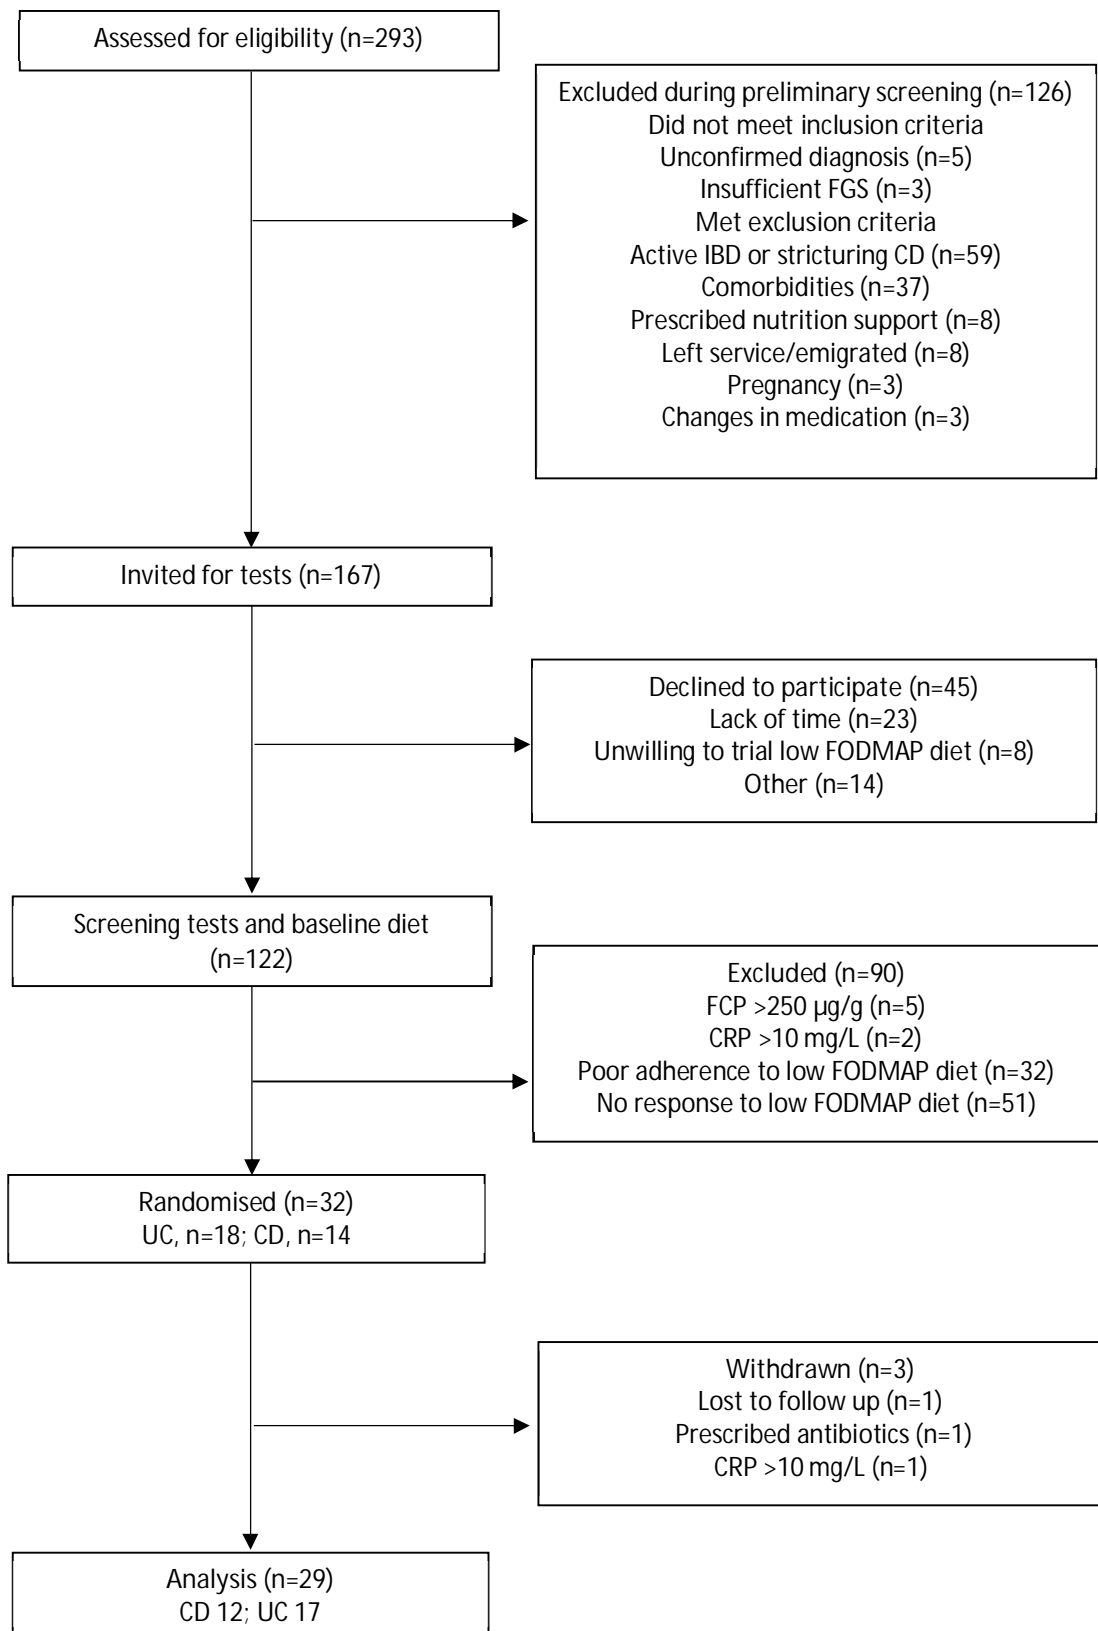 Assessed for eligibility (n=293)
Excluded during preliminary screening (n=126)
Did not meet inclusion criteria
Unconfirmed diagnosis (n=5)
Insufficient FGS (n=3)
Met exclusion criteria
Active IBD or stricturing CD (n=59)
Comorbidities (n=37)
Prescribed nutrition support (n=8)
Left service/emigrated (n=8)
Pregnancy (n=3)
Changes in medication (n=3)
Invited for tests (n=167)
Declined to participate (n=45)
Lack of time (n=23)
Unwilling to trial low FODMAP diet (n=8)
Other (n=14)
Screening tests and baseline diet
(n=122)
Excluded (n=90)
FCP >250 µg/g (n=5)
CRP >10 mg/L (n=2)
Poor adherence to low FODMAP diet (n=32)
No response to low FODMAP diet (n=51)
Randomised (n=32)
UC, n=18; CD, n=14
Withdrawn (n=3)
Lost to follow up (n=1)
Prescribed antibiotics (n=1)
CRP >10 mg/L (n=1)
Analysis (n=29)
CD 12; UC 17